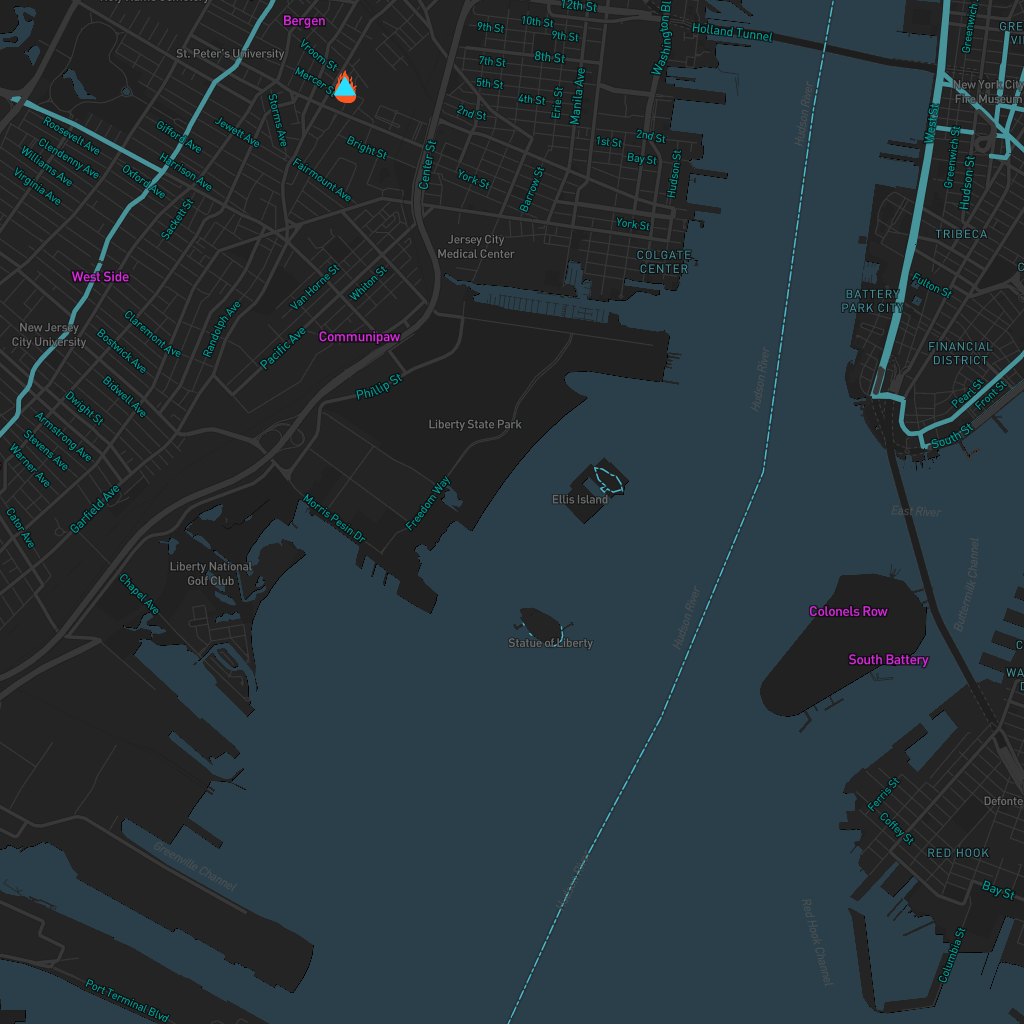 Holy Name Cemetery
12th St
Bergen
10th St
9th St
9th St
Holland Tunnel
Washington Bl
Greenwich
St. Peter's University
Vroom St
8th St
7th St
Mercer St
5th St
4th St
Erie St
Manila Ave
New York City
Fire Museum
Hudson River
Storms Ave
2nd St
West St
Roosevelt Ave
Gifford Ave
Jewett Ave
Bright St
1st St
2nd St
Clendenny Ave
Williams Ave
Virginia Ave
Oxford Ave
Harrison Ave
Fairmount Ave
Center St
York St
Barrow St
Bay St
Hudson St
Greenwich St
Hudson St
Sackett St
York St
TRIBECA
Jersey City
Medical Center
COLGATE
CENTER
West Side
Van Horne St
Whiton St
Fulton St
BATTERY
PARK CITY
New Jersey
City University
Claremont Ave
Bostwick Ave
Randolph Ave
Pacific Ave
Communipaw
FINANCIAL
DISTRICT
Bidwell Ave
Phillip St
Hudson River
Pearl St
Front St
Dwight St
Armstrong Ave
Stevens Ave
Warner Ave
Liberty State Park
South St
Garfield Ave
Cator Ave
Morris Pesin Dr
Freedom Way
Ellis Island
East River
Liberty National
Golf Club
Chapel Ave
Buttermilk Channel
Hudson River
Colonels Row
Statue of Liberty
South Battery
Ferris St
Coffey St
Defonte
RED HOOK
Greenville Channel
Bay St
Red Hook Channel
Columbia St
Port Terminal Blvd